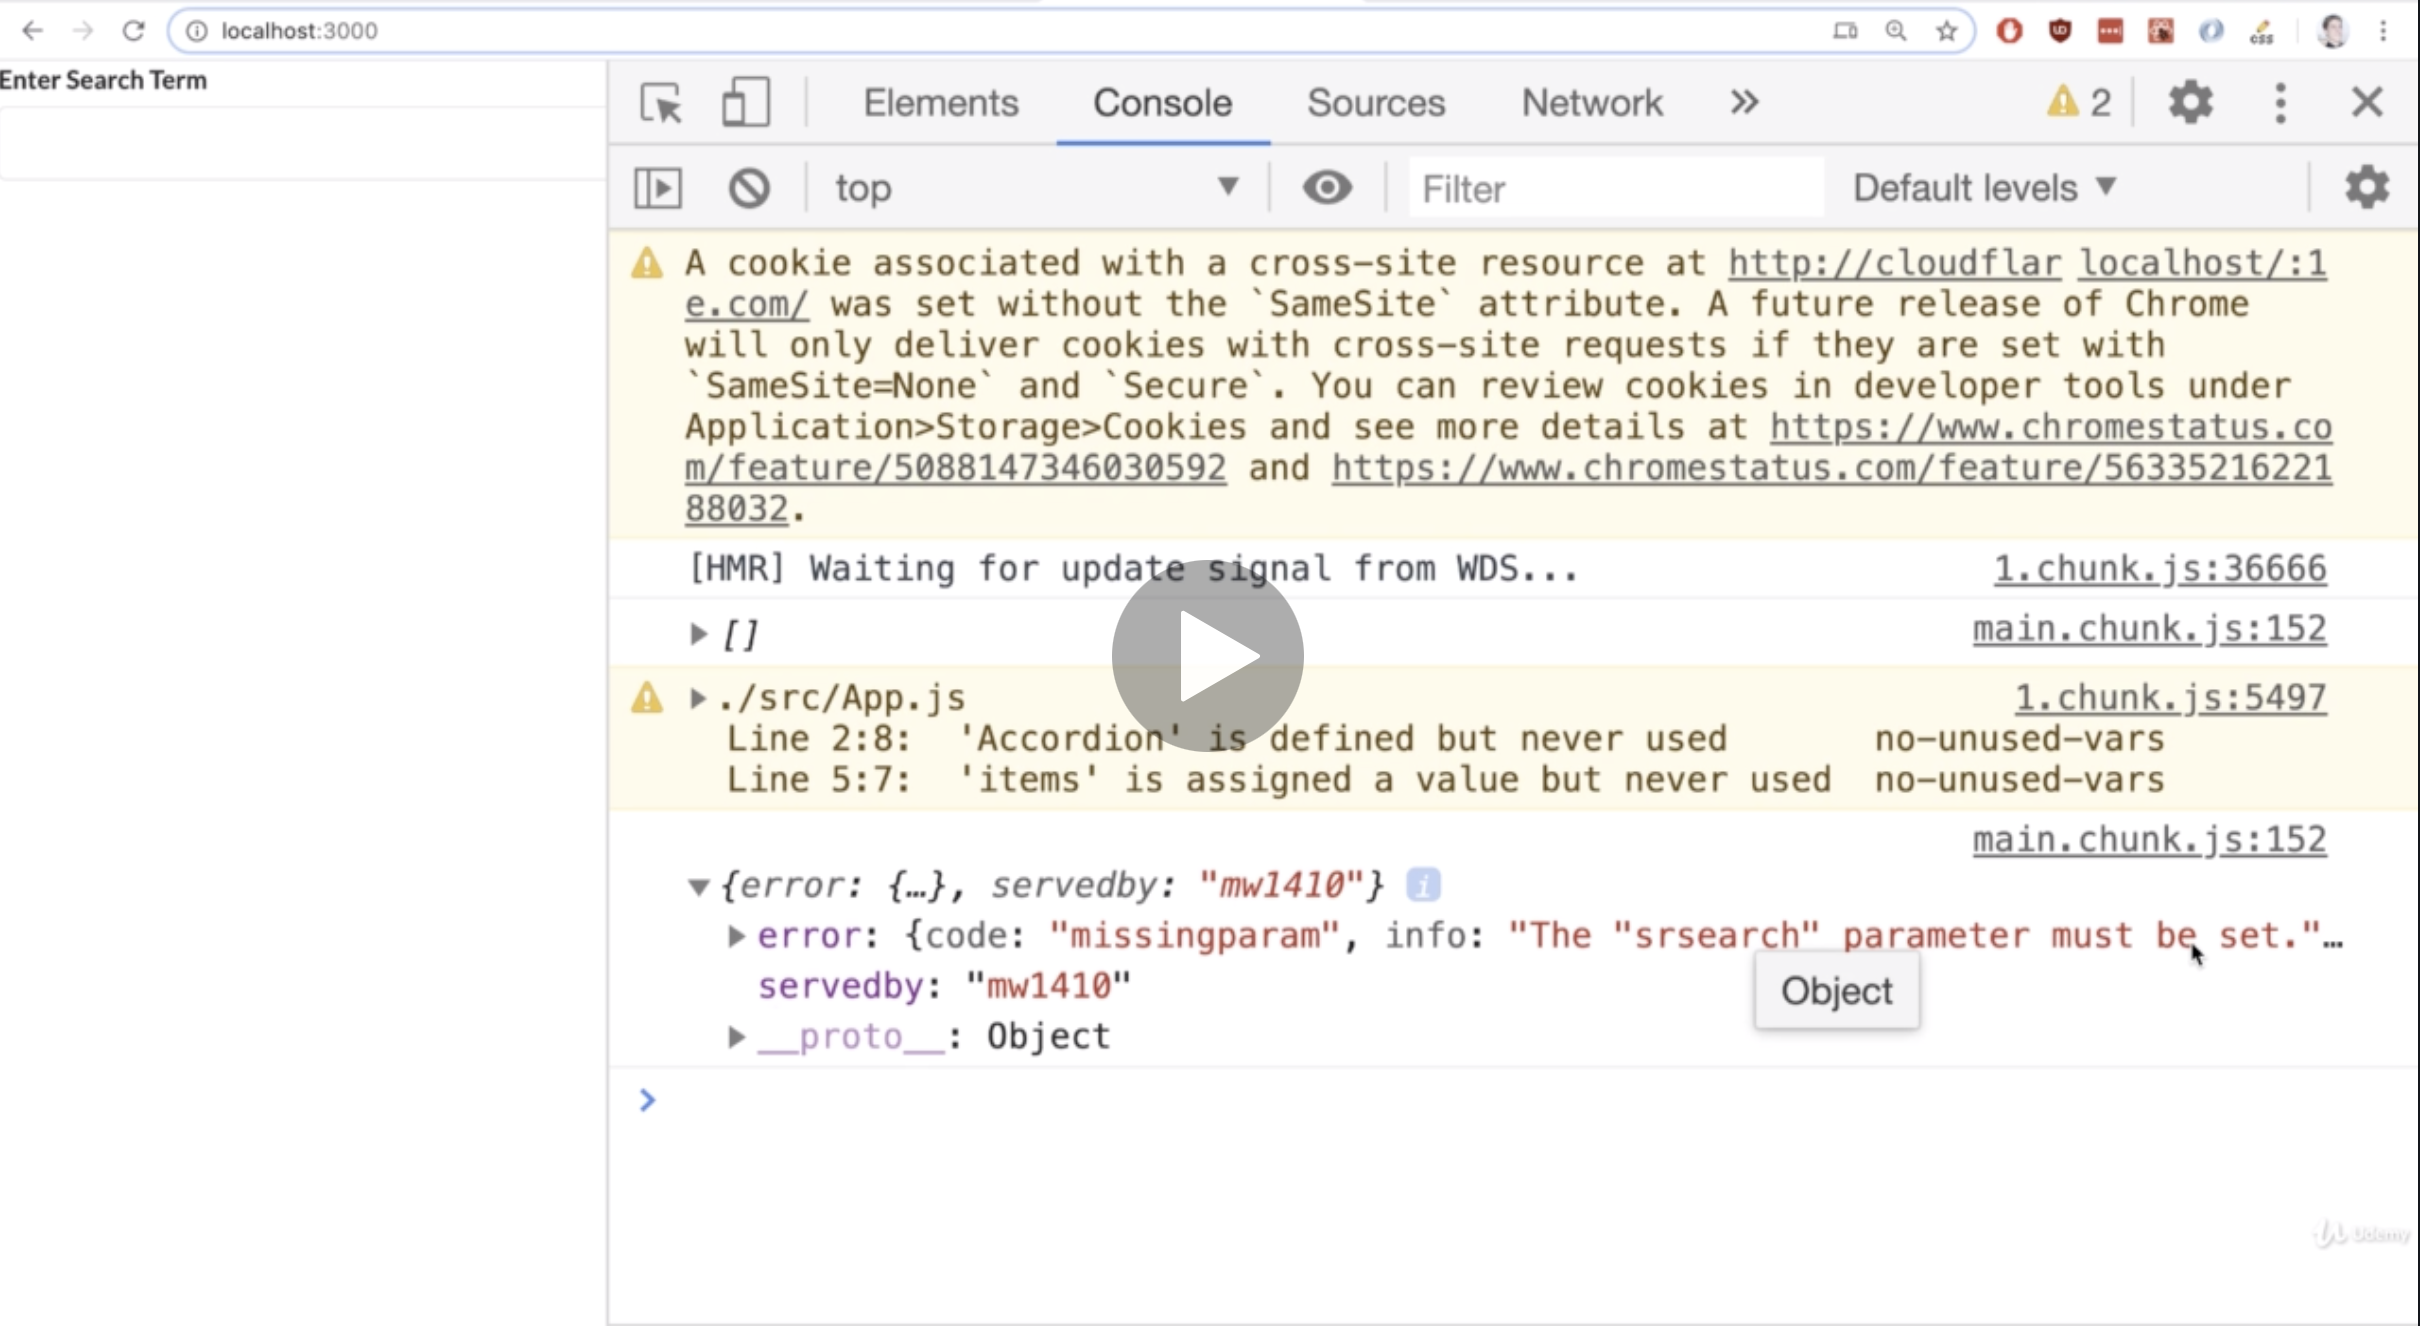 localhost:3000
CSS
Enter Search Term
Elements Console Sources Network 2
top Filter Default levels
A cookie associated with a cross-site resource at http://cloudflar localhost/:1
e.com/ was set without the `SameSite` attribute. A future release of Chrome
will only deliver cookies with cross-site requests if they are set with
`SameSite=None` and `Secure`. You can review cookies in developer tools under
Application>Storage>Cookies and see more details at https://www.chromestatus.co
m/feature/5088147346030592 and https://www.chromestatus.com/feature/56335216221
88032.
[HMR] Waiting for update signal from WDS... 1.chunk.js:36666
[] main.chunk.js:152
./src/App.js 1.chunk.js:5497
Line 2:8: 'Accordion' is defined but never used no-unused-vars
Line 5:7: 'items' is assigned a value but never used no-unused-vars
main.chunk.js:152
{error: {…}, servedby: "mw1410"} i
error: {code: "missingparam", info: "The "srsearch" parameter must be set."…
servedby: "mw1410"
Object
__proto__: Object
Udemy